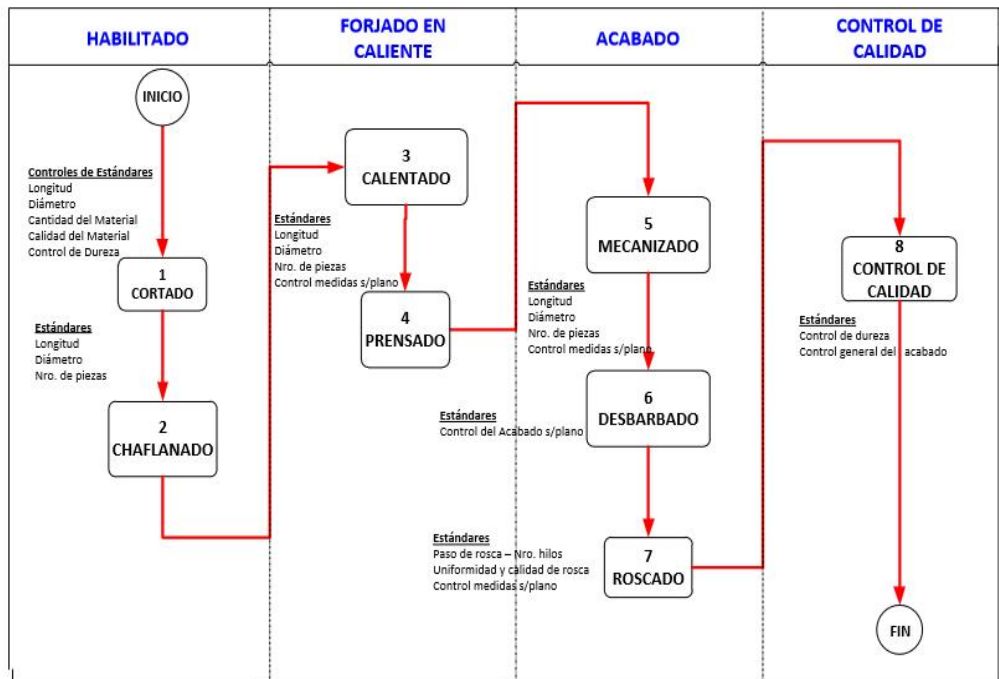 HABILITADO
FORJADO EN
CALIENTE
ACABADO
CONTROL DE
CALIDAD
INICIO
Controles de Estándares
Longitud
Diámetro
Cantidad del Material
Calidad del Material
Control de Dureza
1
CORTADO
Estándares
Longitud
Diámetro
Nro. de piezas
2
CHAFLANADO
3
CALENTADO
Estándares
Longitud
Diámetro
Nro. de piezas
Control medidas s/plano
4
PRENSADO
5
MECANIZADO
Estándares
Longitud
Diámetro
Nro. de piezas
Control medidas s/plano
6
DESBARBADO
Estándares
Control del Acabado s/plano
Estándares
Paso de rosca – Nro. hilos
Uniformidad y calidad de rosca
Control medidas s/plano
7
ROSCADO
8
CONTROL DE
CALIDAD
Estándares
Control de dureza
Control general del acabado
FIN